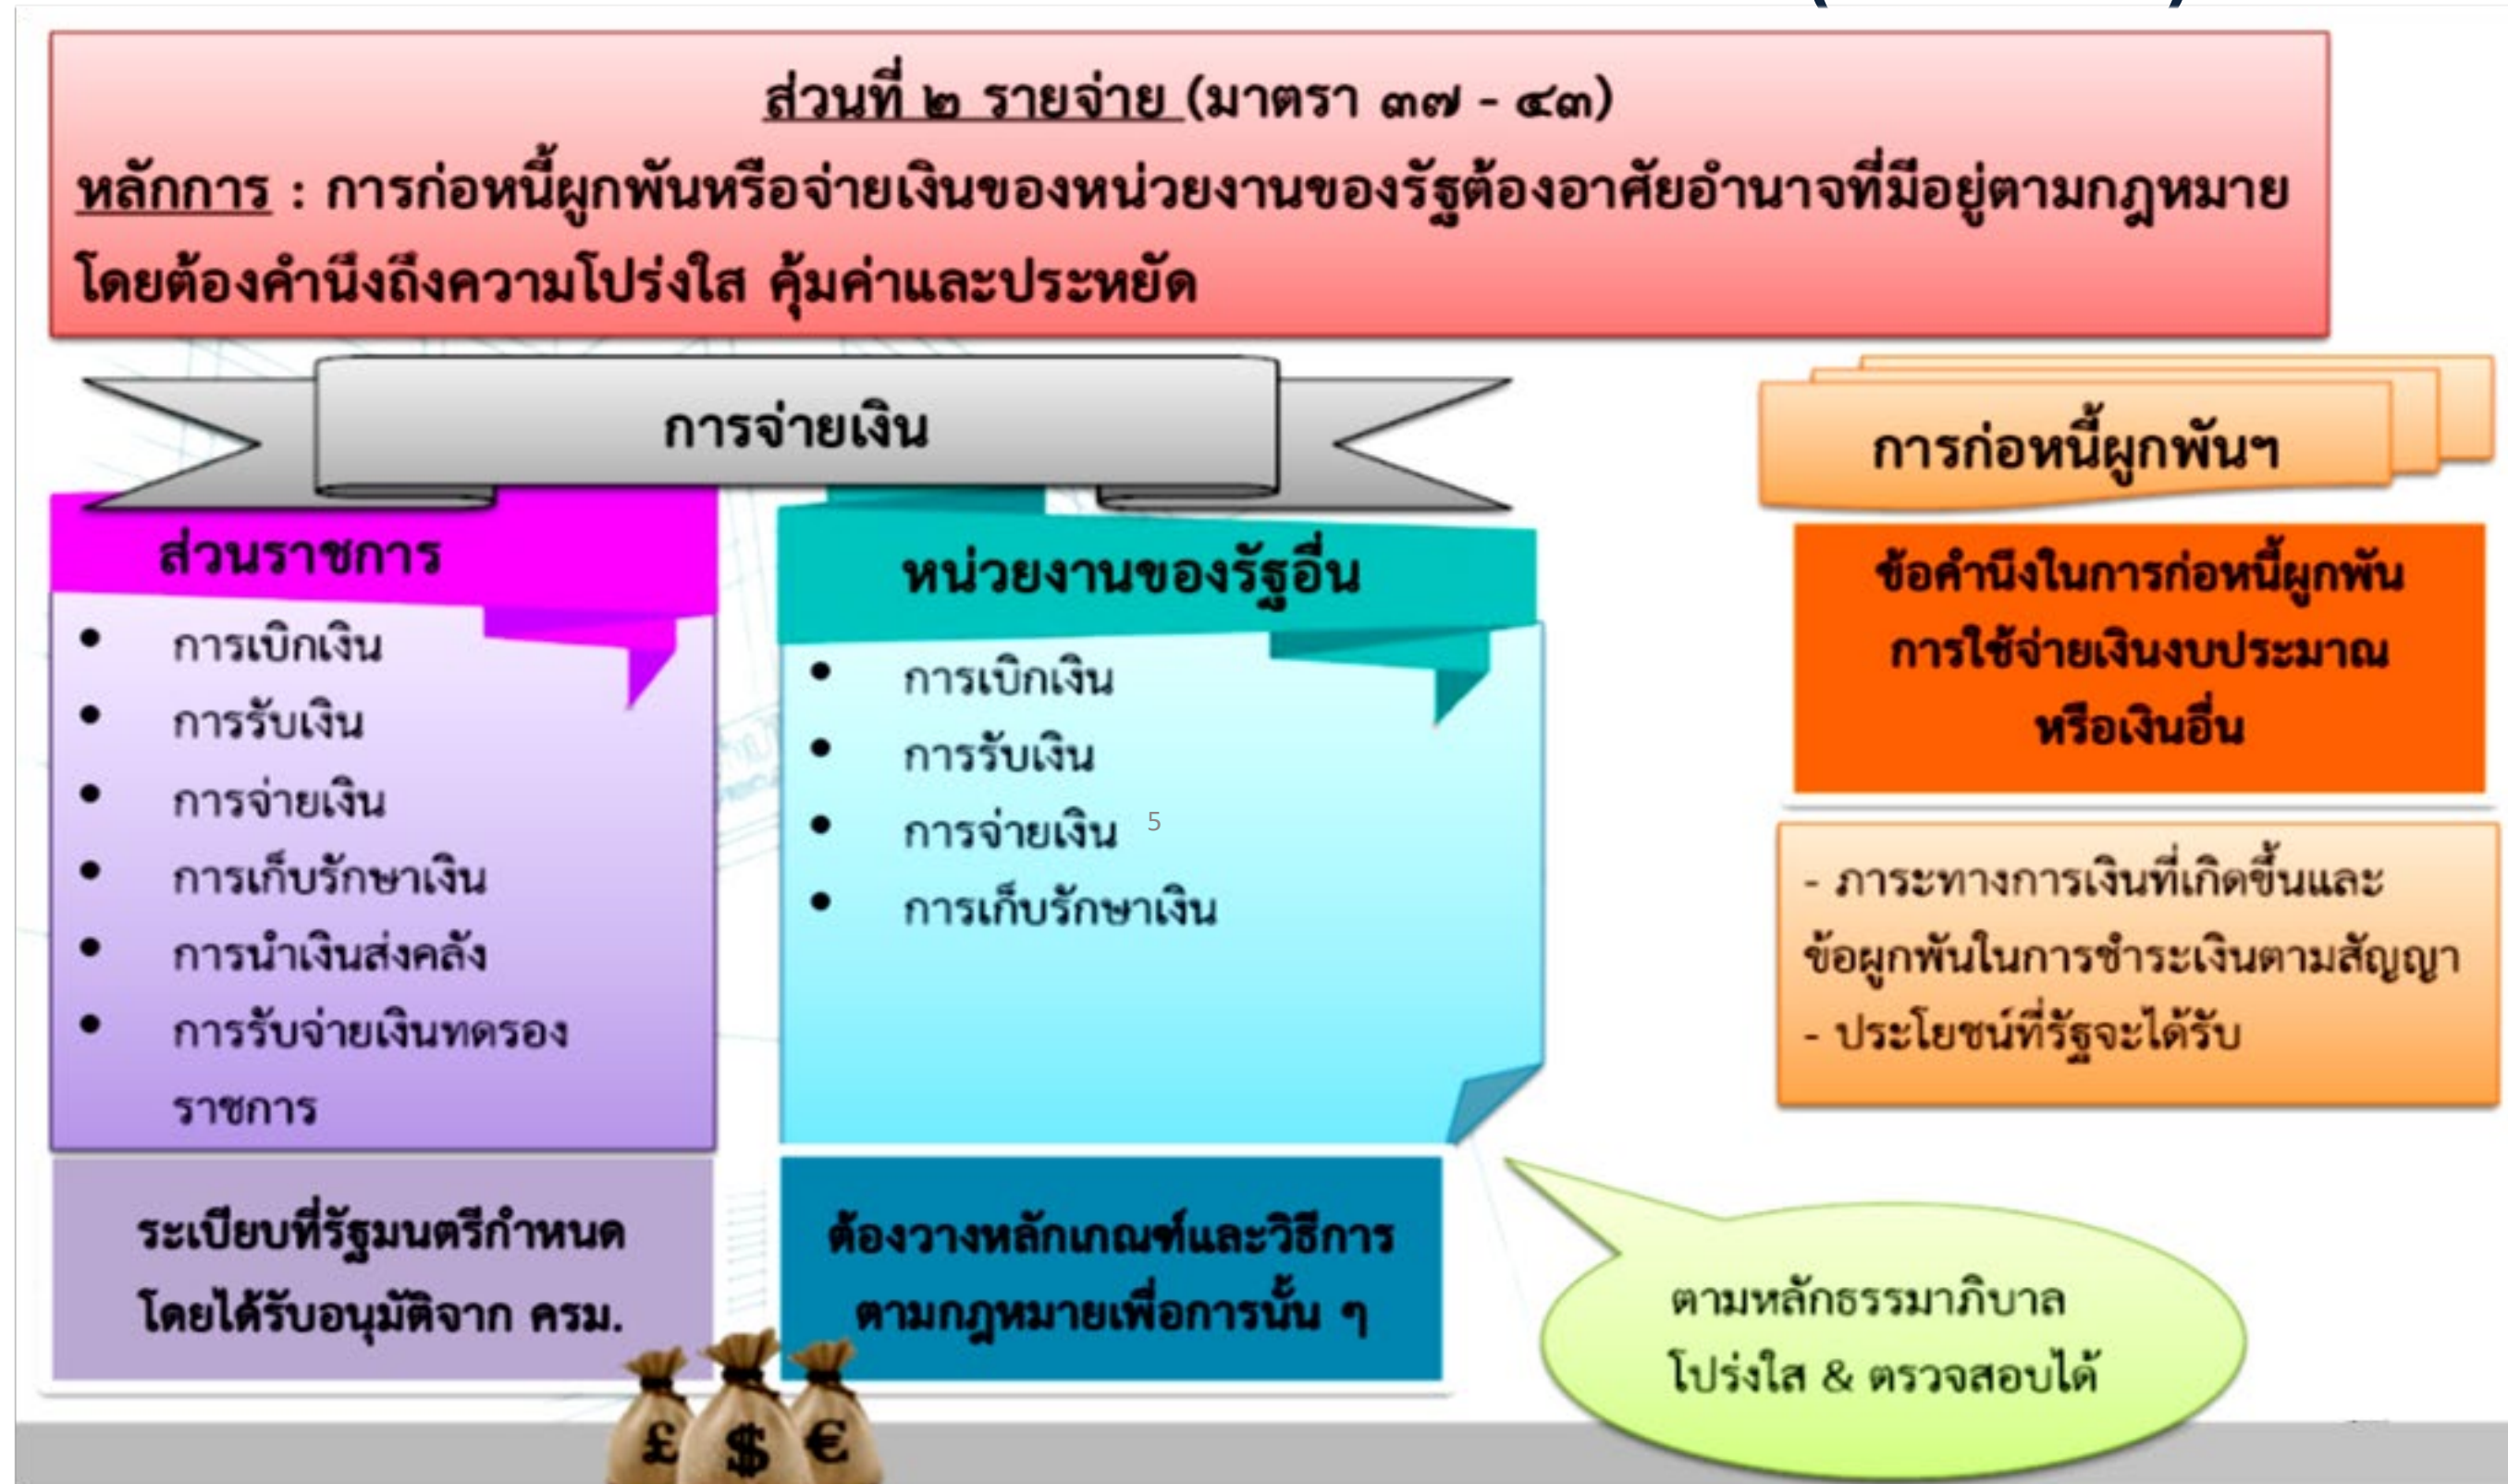 ส่วนที่ ๒ รายจ่าย (มาตรา ๓๗ - ๔๓)
หลักการ : การก่อหนี้ผูกพันหรือจ่ายเงินของหน่วยงานของรัฐต้องอาศัยอำนาจที่มีอยู่ตามกฎหมาย
โดยต้องคำนึงถึงความโปร่งใส คุ้มค่าและประหยัด
การจ่ายเงิน
ส่วนราชการ
• การเบิกเงิน
• การรับเงิน
• การจ่ายเงิน
• การเก็บรักษาเงิน
• การนำเงินส่งคลัง
• การรับจ่ายเงินทดรอง
ราชการ
ระเบียบที่รัฐมนตรีกำหนด
โดยได้รับอนุมัติจาก ครม.
หน่วยงานของรัฐอื่น
• การเบิกเงิน
• การรับเงิน
• การจ่ายเงิน
• การเก็บรักษาเงิน
5
ต้องวางหลักเกณฑ์และวิธีการ
ตามกฎหมายเพื่อการนั้น ๆ
การก่อหนี้ผูกพันฯ
ข้อคำนึงในการก่อหนี้ผูกพัน
การใช้จ่ายเงินงบประมาณ
หรือเงินอื่น
- ภาระทางการเงินที่เกิดขึ้นและ
ข้อผูกพันในการชำระเงินตามสัญญา
- ประโยชน์ที่รัฐจะได้รับ
ตามหลักธรรมาภิบาล
โปร่งใส & ตรวจสอบได้
£ $ €